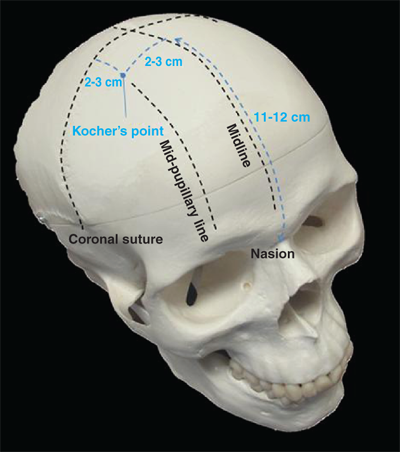 2-3 cm
2-3 cm
Kocher's point
11-12 cm
Midline
Mid-pupillary line
Coronal suture
Nasion